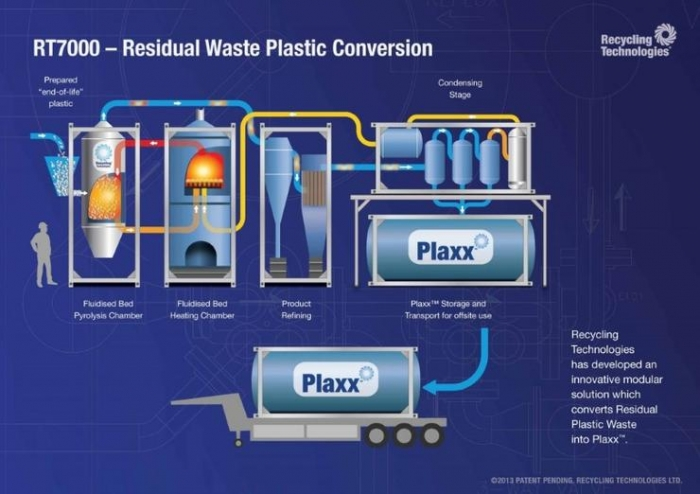 RT7000 – Residual Waste Plastic Conversion
Recycling
Technologies
Prepared
"end-of-life"
plastic
Condensing
Stage
Recycling
Technologies
Plaxx
Fluidised Bed
Pyrolysis Chamber
Fluidised Bed
Heating Chamber
Product
Refining
Plaxx™ Storage and
Transport for offsite use
Plaxx
Recycling
Technologies
has developed an
innovative modular
solution which
converts Residual
Plastic Waste
into Plaxx™.
©2013 PATENT PENDING. RECYCLING TECHNOLOGIES LTD.